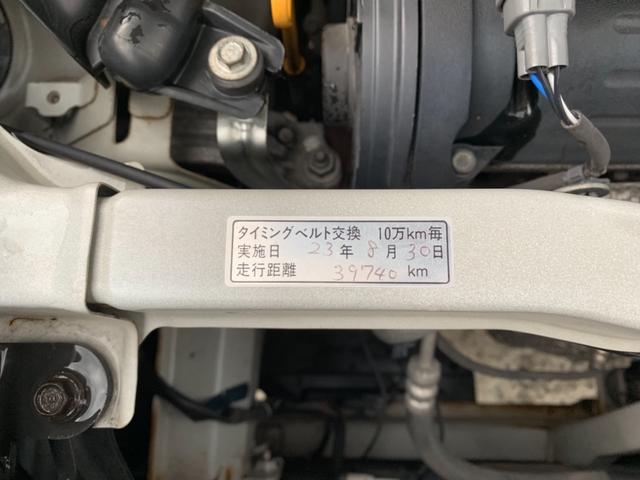 タイミングベルト交換 10万km毎
実施日 23年 8月 30日
走行距離 39740 km